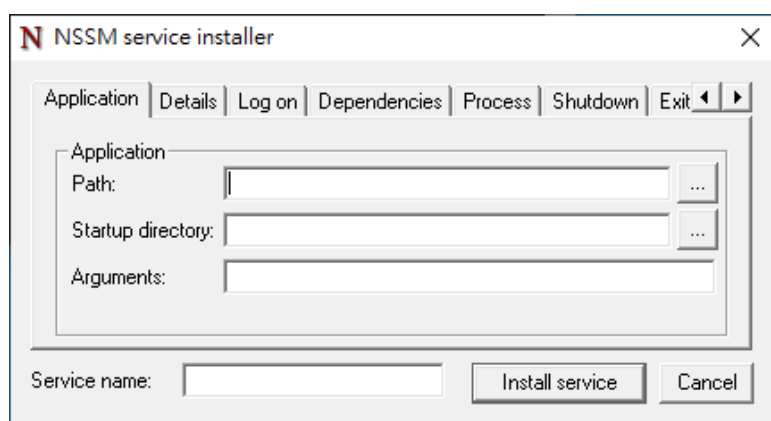 N NSSM service installer
Application Details Log on Dependencies Process Shutdown Exit
Application
Path:
...
Startup directory:
...
Arguments:
Service name:
Install service
Cancel